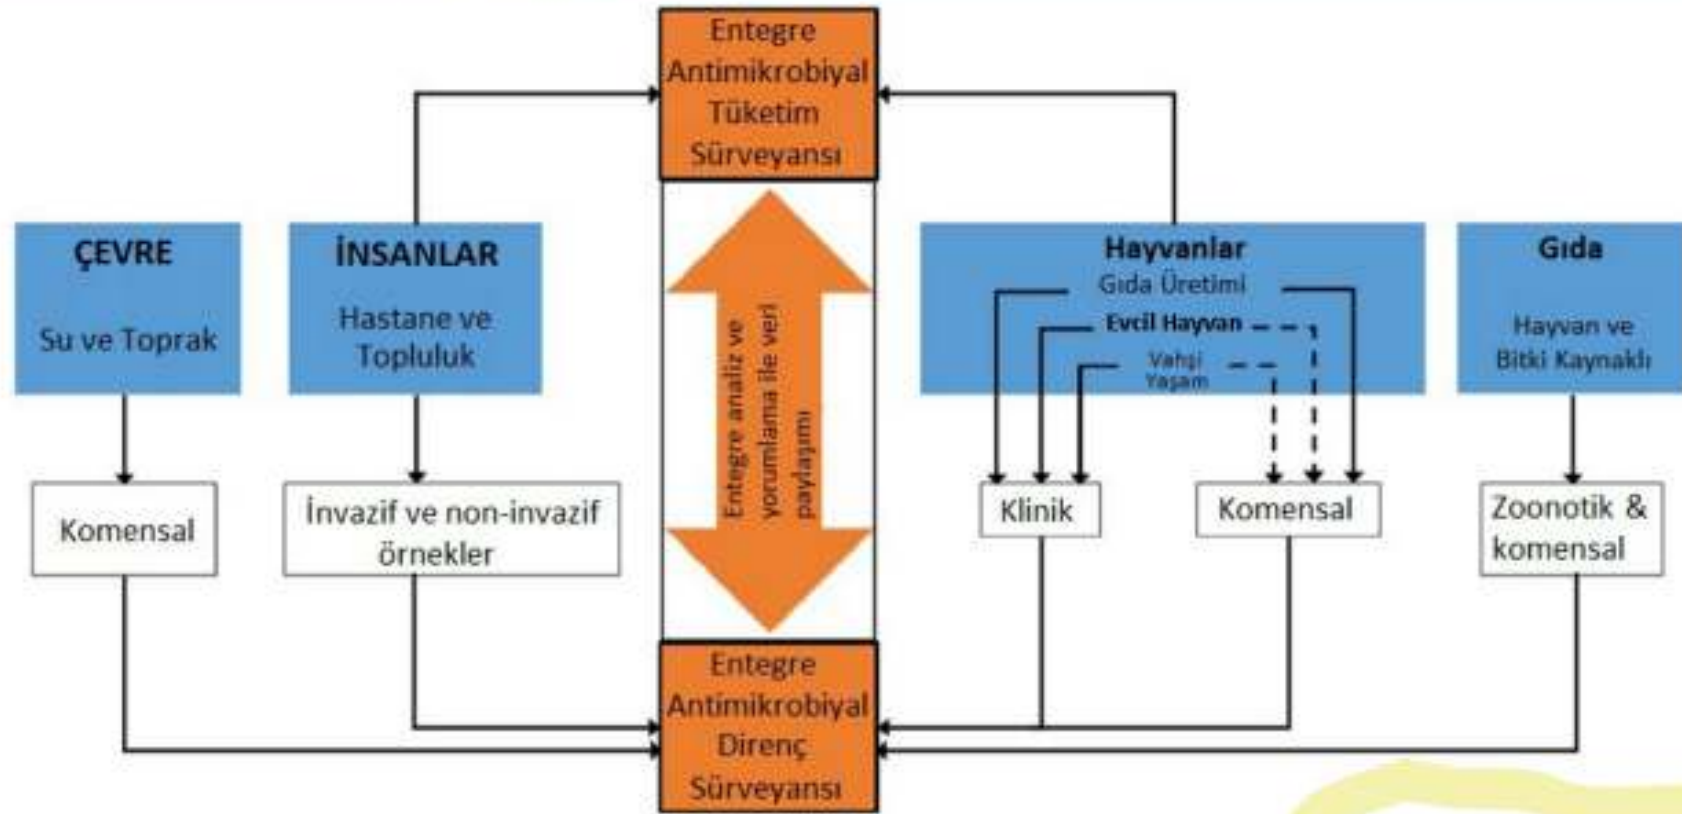 Entegre
Antimikrobiyal
Tüketim
Sürveyansı
ÇEVRE
Su ve Toprak
İNSANLAR
Hastane ve
Topluluk
Entegre analiz ve
yorumlama ile veri
paylaşımı
Hayvanlar
Gıda Üretimi
Evcil Hayvan
Vahşi
Yaşam
Gıda
Hayvan ve
Bitki Kaynaklı
Komensal
İnvazif ve non-invazif
örnekler
Klinik
Komensal
Zoonotik &
komensal
Entegre
Antimikrobiyal
Direnç
Sürveyansı